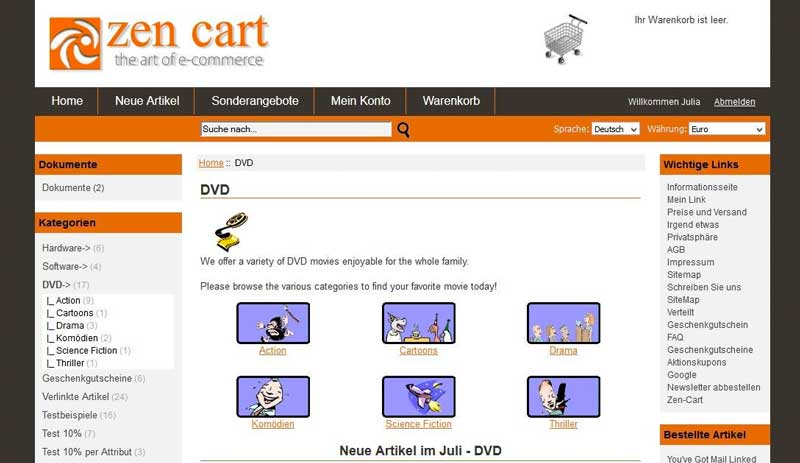 zen cart
the art of e-commerce
Ihr Warenkorb ist leer.
Home Neue Artikel Sonderangebote Mein Konto Warenkorb Willkommen Julia Abmelden
Suche nach... Sprache: Deutsch Währung: Euro
Dokumente
Dokumente (2)
Kategorien
Hardware-> (6)
Software-> (4)
DVD-> (17)
|_ Action (9)
|_ Cartoons (1)
|_ Drama (3)
|_ Komödien (2)
|_ Science Fiction (1)
|_ Thriller (1)
Geschenkgutscheine (6)
Verlinkte Artikel (24)
Testbeispiele (16)
Test 10% (7)
Test 10% per Attribut (3)
Home :: DVD
DVD
We offer a variety of DVD movies enjoyable for the whole family.
Please browse the various categories to find your favorite movie today!
Action Cartoons Drama
Komödien Science Fiction Thriller
Neue Artikel im Juli - DVD
Wichtige Links
Informationsseite
Mein Link
Preise und Versand
Irgend etwas
Privatsphäre
AGB
Impressum
Sitemap
Schreiben Sie uns
SiteMap
Verteilt
Geschenkgutschein
FAQ
Geschenkgutscheine
Aktionskupons
Google
Newsletter abbestellen
Zen-Cart
Bestellte Artikel
You've Got Mail Linked